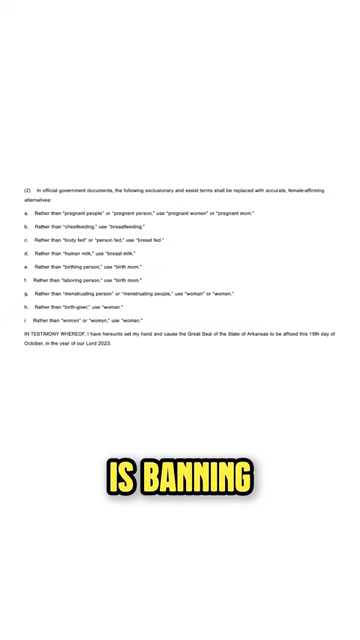 (2) In official government documents, the following exclusionary and sexist terms shall be replaced with accurate, female-affirming
alternatives:
a. Rather than "pregnant people" or "pregnant person," use "pregnant women" or "pregnant mom."
b. Rather than "chestfeeding," use "breastfeeding."
c. Rather than "body fed" or "person fed," use "breast fed."
d. Rather than "human milk," use "breast milk."
e. Rather than "birthing person," use "birth mom."
f. Rather than "laboring person," use "birth mom."
g. Rather than "menstruating person" or "menstruating people," use "woman" or "women."
h. Rather than "birth-giver," use "woman."
i. Rather than "womxn" or "womyn," use "woman."
IN TESTIMONY WHEREOF, I have hereunto set my hand and cause the Great Seal of the State of Arkansas to be affixed this 19th day of
October, in the year of our Lord 2023.
IS BANNING